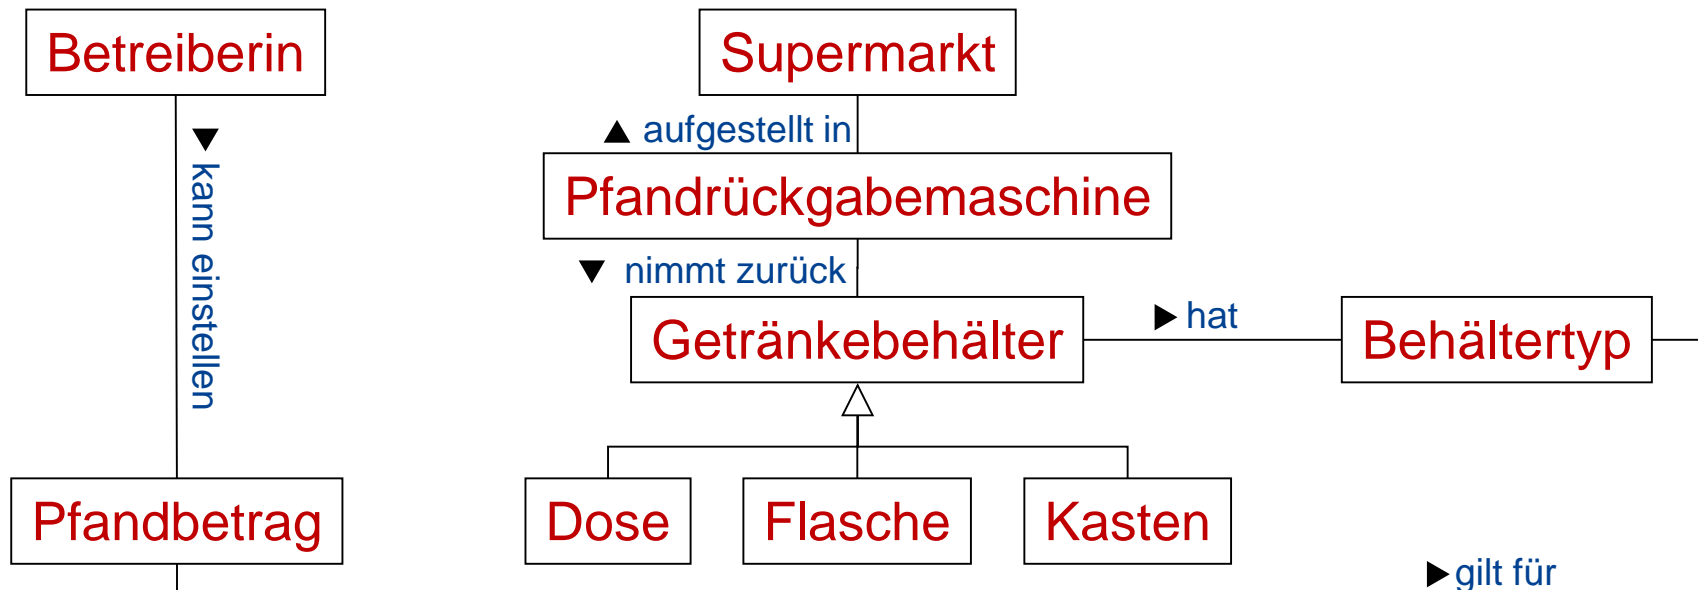 Betreiberin
Supermarkt
aufgestellt in
kann einstellen
Pfandrückgabemaschine
nimmt zurück
Getränkebehälter
hat
Behältertyp
Pfandbetrag
Dose
Flasche
Kasten
gilt für